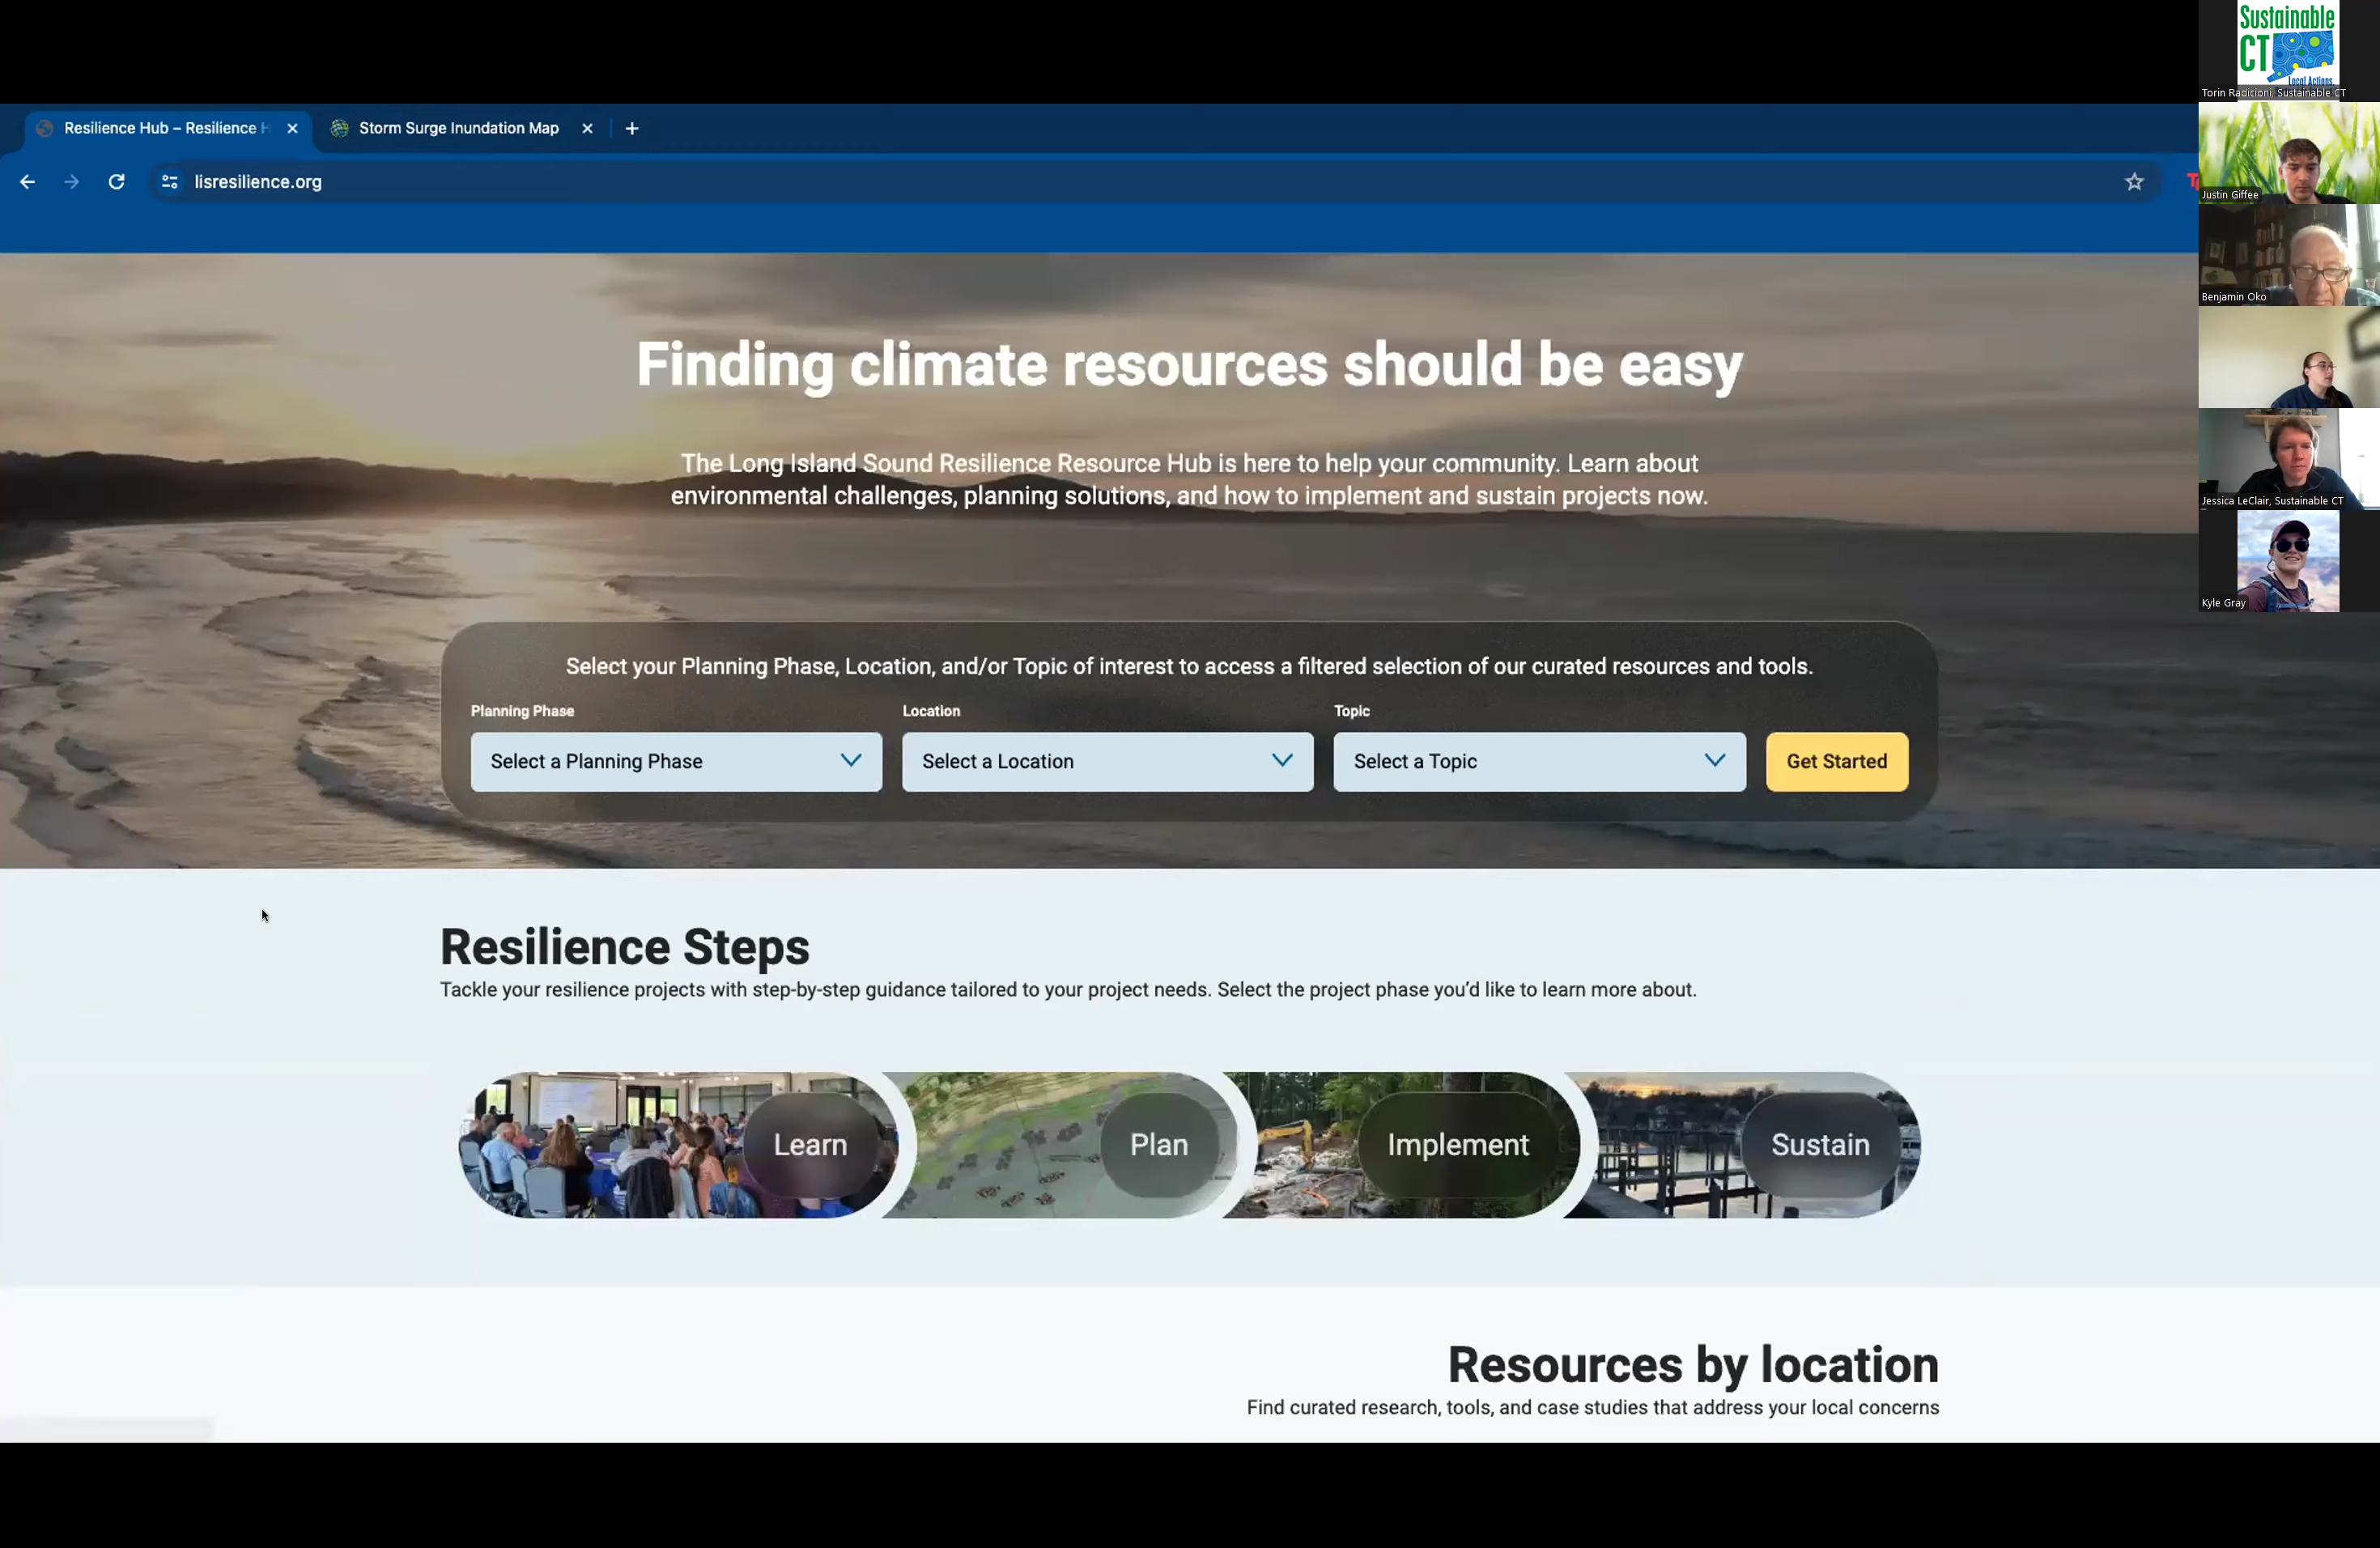 Sustainable
CT
Local Actions
Torin Radicioni, Sustainable CT
Justin Giffee
Benjamin Oko
Jessica LeClair, Sustainable CT
Kyle Gray
Resilience Hub – Resilience H
Storm Surge Inundation Map
lisresilience.org
Finding climate resources should be easy
The Long Island Sound Resilience Resource Hub is here to help your community. Learn about
environmental challenges, planning solutions, and how to implement and sustain projects now.
Select your Planning Phase, Location, and/or Topic of interest to access a filtered selection of our curated resources and tools.
Planning Phase Location Topic
Select a Planning Phase Select a Location Select a Topic Get Started
Resilience Steps
Tackle your resilience projects with step-by-step guidance tailored to your project needs. Select the project phase you’d like to learn more about.
Learn Plan Implement Sustain
Resources by location
Find curated research, tools, and case studies that address your local concerns